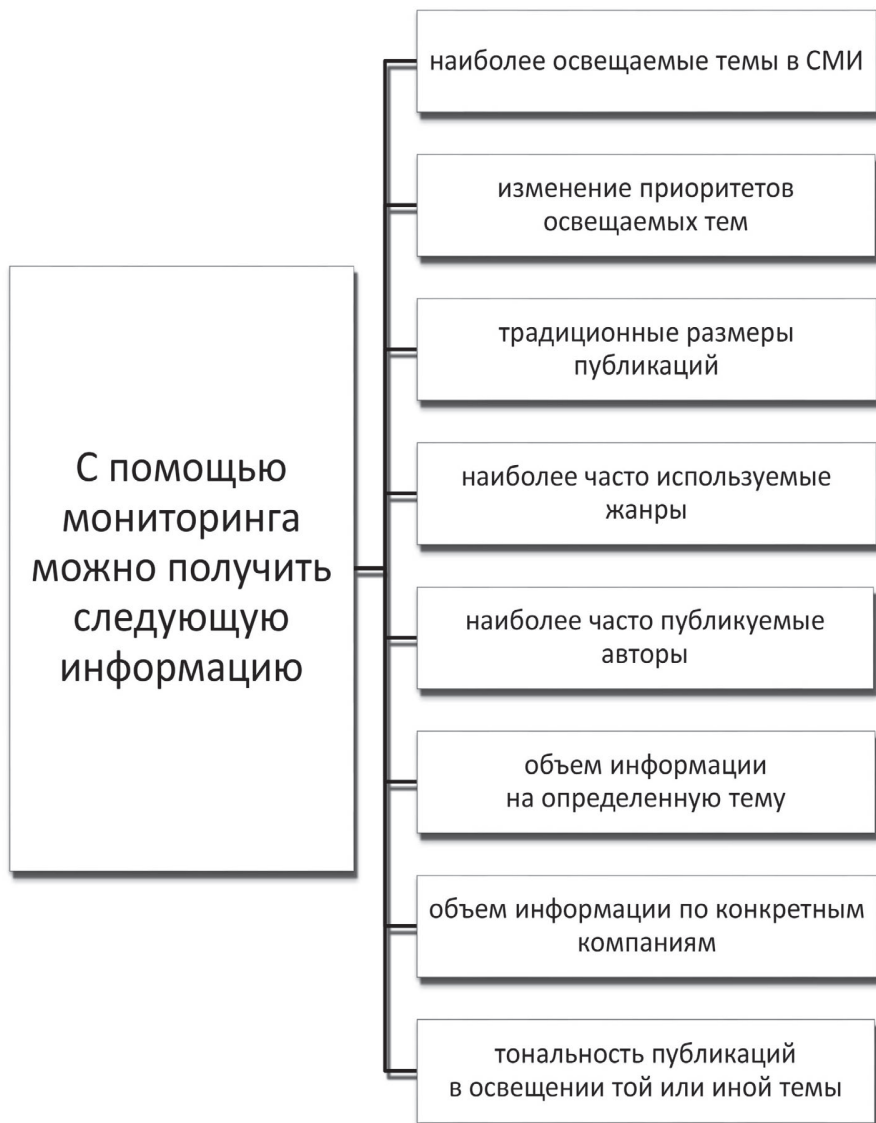 С помощью
мониторинга
можно получить
следующую
информацию
наиболее освещаемые темы в СМИ
изменение приоритетов
освещаемых тем
традиционные размеры
публикаций
наиболее часто используемые
жанры
наиболее часто публикуемые
авторы
объем информации
на определенную тему
объем информации по конкретным
компаниям
тональность публикаций
в освещении той или иной темы